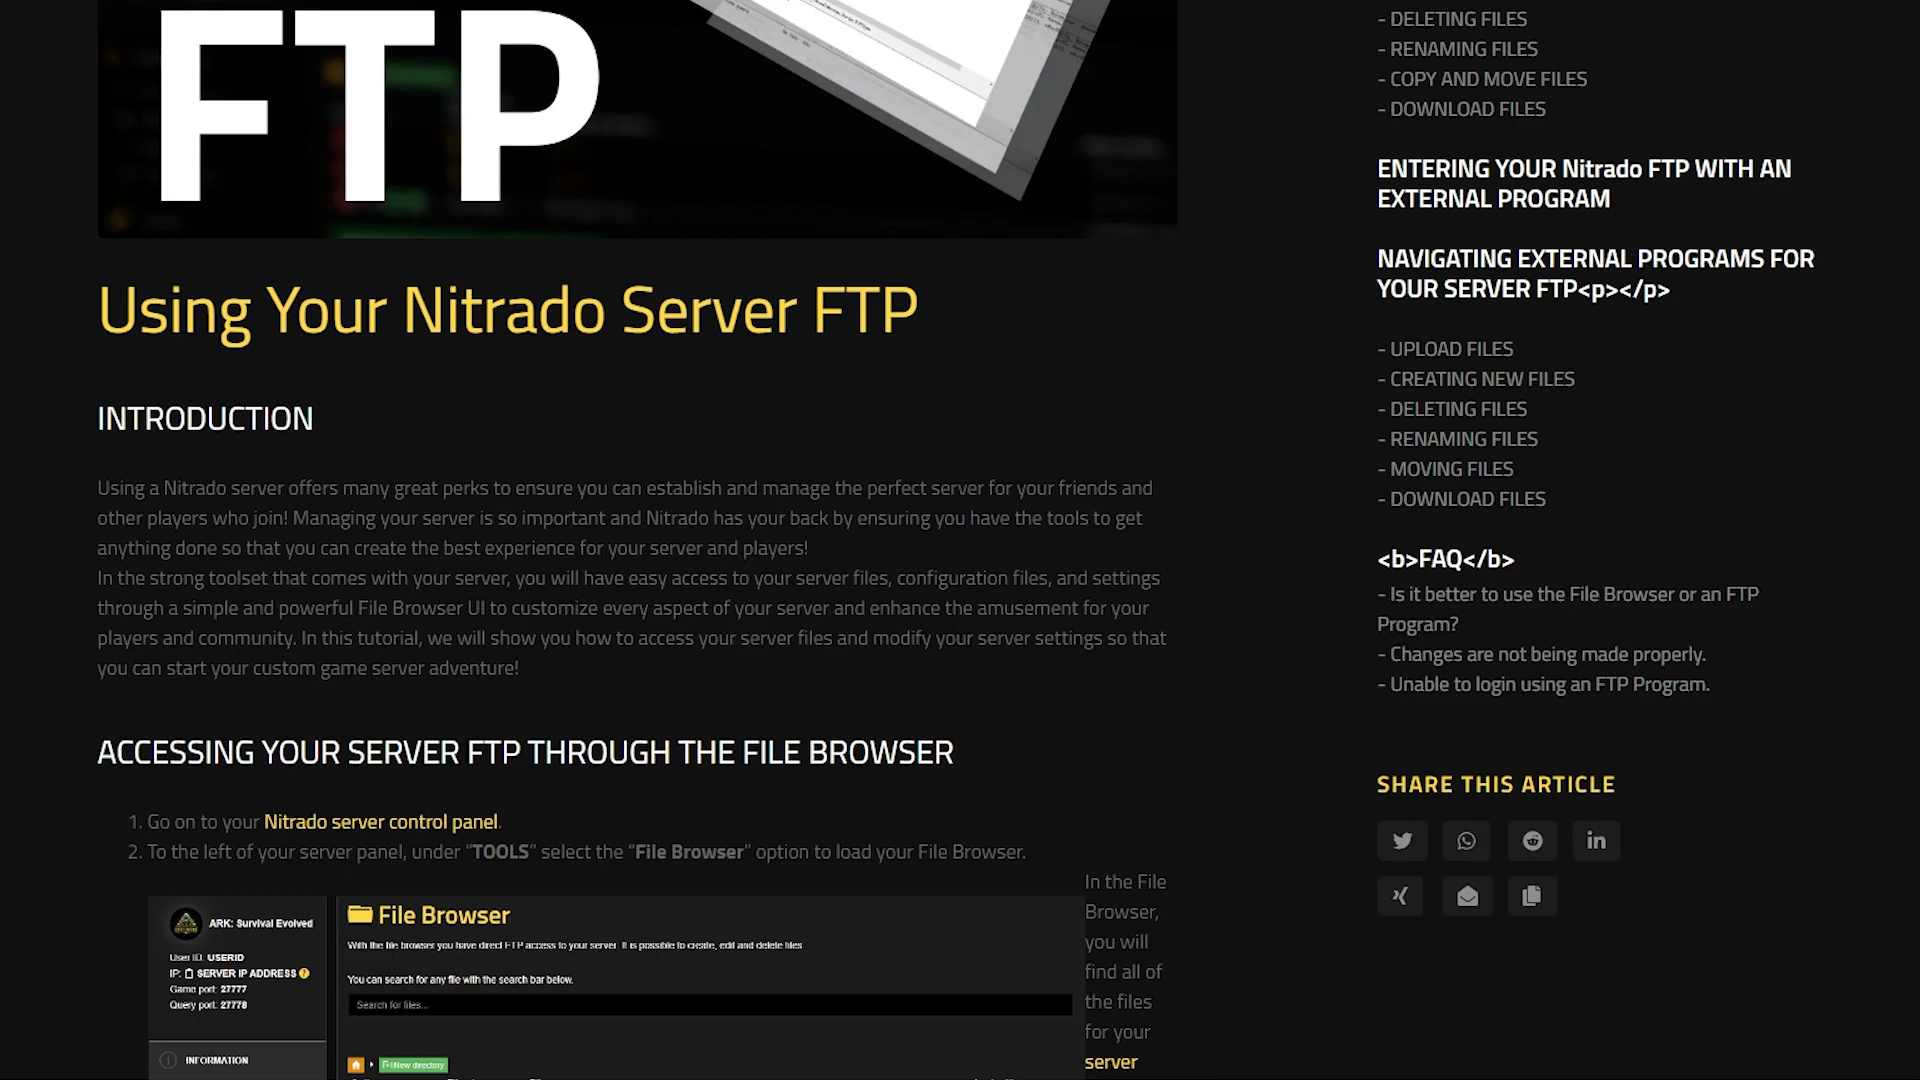 FTP
Using Your Nitrado Server FTP
INTRODUCTION
Using a Nitrado server offers many great perks to ensure you can establish and manage the perfect server for your friends and
other players who join! Managing your server is so important and Nitrado has your back by ensuring you have the tools to get
anything done so that you can create the best experience for your server and players!
In the strong toolset that comes with your server, you will have easy access to your server files, configuration files, and settings
through a simple and powerful File Browser UI to customize every aspect of your server and enhance the amusement for your
players and community. In this tutorial, we will show you how to access your server files and modify your server settings so that
you can start your custom game server adventure!
ACCESSING YOUR SERVER FTP THROUGH THE FILE BROWSER
1. Go on to your Nitrado server control panel.
2. To the left of your server panel, under “TOOLS” select the “File Browser” option to load your File Browser.
ARK: Survival Evolved
User ID: USERID
IP: SERVER IP ADDRESS ?
Game port: 27777
Query port: 27778
INFORMATION
File Browser
With the file browser you have direct FTP access to your server. It is possible to create, edit and delete files
You can search for any file with the search bar below.
Search for files...
New directory
In the File
Browser,
you will
find all of
the files
for your
server
- DELETING FILES
- RENAMING FILES
- COPY AND MOVE FILES
- DOWNLOAD FILES
ENTERING YOUR Nitrado FTP WITH AN
EXTERNAL PROGRAM
NAVIGATING EXTERNAL PROGRAMS FOR
YOUR SERVER FTP<p></p>
- UPLOAD FILES
- CREATING NEW FILES
- DELETING FILES
- RENAMING FILES
- MOVING FILES
- DOWNLOAD FILES
<b>FAQ</b>
- Is it better to use the File Browser or an FTP
Program?
- Changes are not being made properly.
- Unable to login using an FTP Program.
SHARE THIS ARTICLE